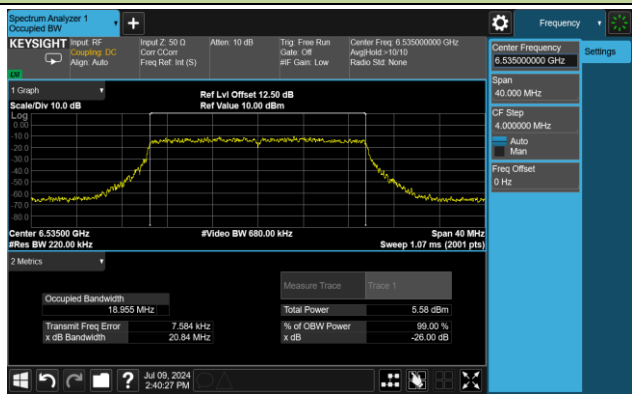 Spectrum Analyzer 1
Occupied BW
Frequency
KEYSIGHT
Input: RF
Coupling: DC
Align: Auto
Input Z: 50 Ω
Corr CCorr
Freq Ref: Int (S)
Atten: 10 dB
Trig: Free Run
Gate: Off
#IF Gain: Low
Center Freq: 6.535000000 GHz
Avg|Hold:>10/10
Radio Std: None
Center Frequency
6.535000000 GHz
Settings
Span
40.000 MHz
CF Step
4.000000 MHz
Auto
Man
Freq Offset
0 Hz
1 Graph
Scale/Div 10.0 dB
Ref Lvl Offset 12.50 dB
Ref Value 10.00 dBm
Log
0.00
-10.0
-20.0
-30.0
-40.0
-50.0
-60.0
-70.0
-80.0
Center 6.53500 GHz
#Res BW 220.00 kHz
#Video BW 680.00 kHz
Span 40 MHz
Sweep 1.07 ms (2001 pts)
2 Metrics
Measure Trace
Trace 1
Occupied Bandwidth
18.955 MHz
Total Power
5.58 dBm
Transmit Freq Error
7.584 kHz
% of OBW Power
99.00 %
x dB Bandwidth
20.84 MHz
x dB
-26.00 dB
?
Jul 09, 2024
2:40:27 PM